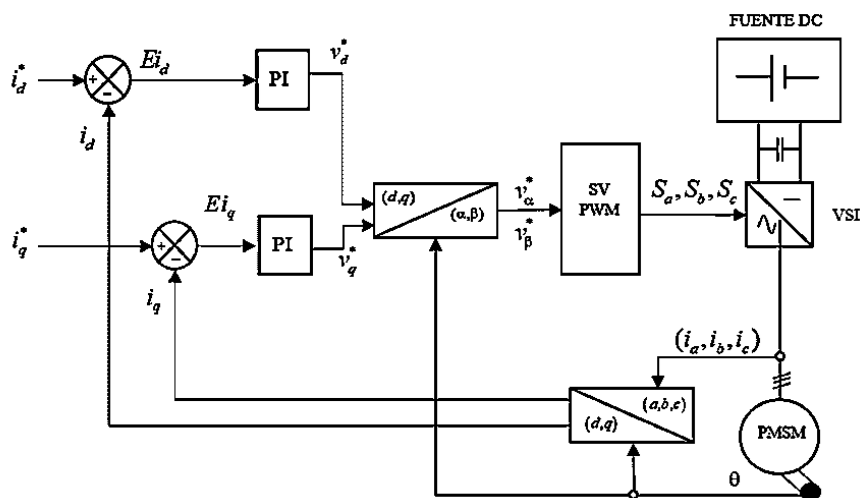 FUENTE DC
i_d^*
+
-
Ei_d
PI
v_d^*
i_d
(d,q)
(α,β)
v_α^*
v_β^*
SV
PWM
S_a, S_b, S_c
VSI
i_q^*
+
-
Ei_q
PI
v_q^*
i_q
(i_a, i_b, i_c)
(a,b,c)
(d,q)
PMSM
θ